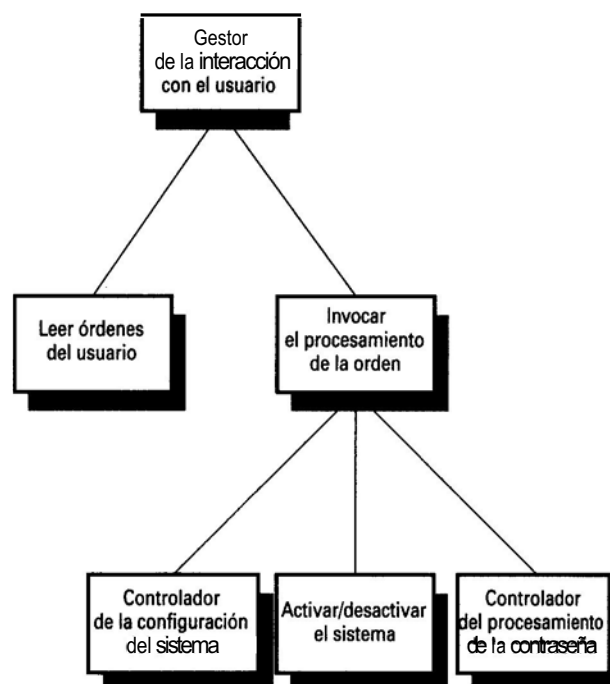 Gestor
de la interacción
con el usuario
Leer órdenes
del usuario
Invocar
el procesamiento
de la orden
Controlador
de la configuración
del sistema
Activar/desactivar
el sistema
Controlador
del procesamiento
de la contraseña